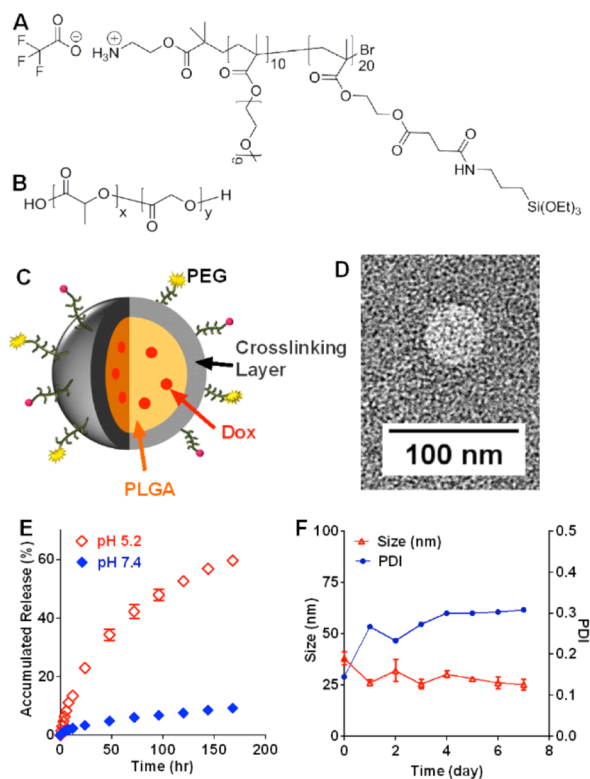 A
F
F
F
O
O
⊖
⊕
H3N
O
O
10
O
O
O
9
Br
20
O
O
O
O
O
HN
Si(OEt)3
B
HO
O
O
x
O
O
H
y
C
PEG
Crosslinking
Layer
Dox
PLGA
D
100 nm
E
pH 5.2
pH 7.4
Accumulated Release (%)
60
40
20
0
0 50 100 150 200
Time (hr)
F
Size (nm)
PDI
Size (nm)
100
75
50
25
0
0 2 4 6 8
Time (day)
0.5
0.4
0.3
0.2
0.1
0.0
PDI